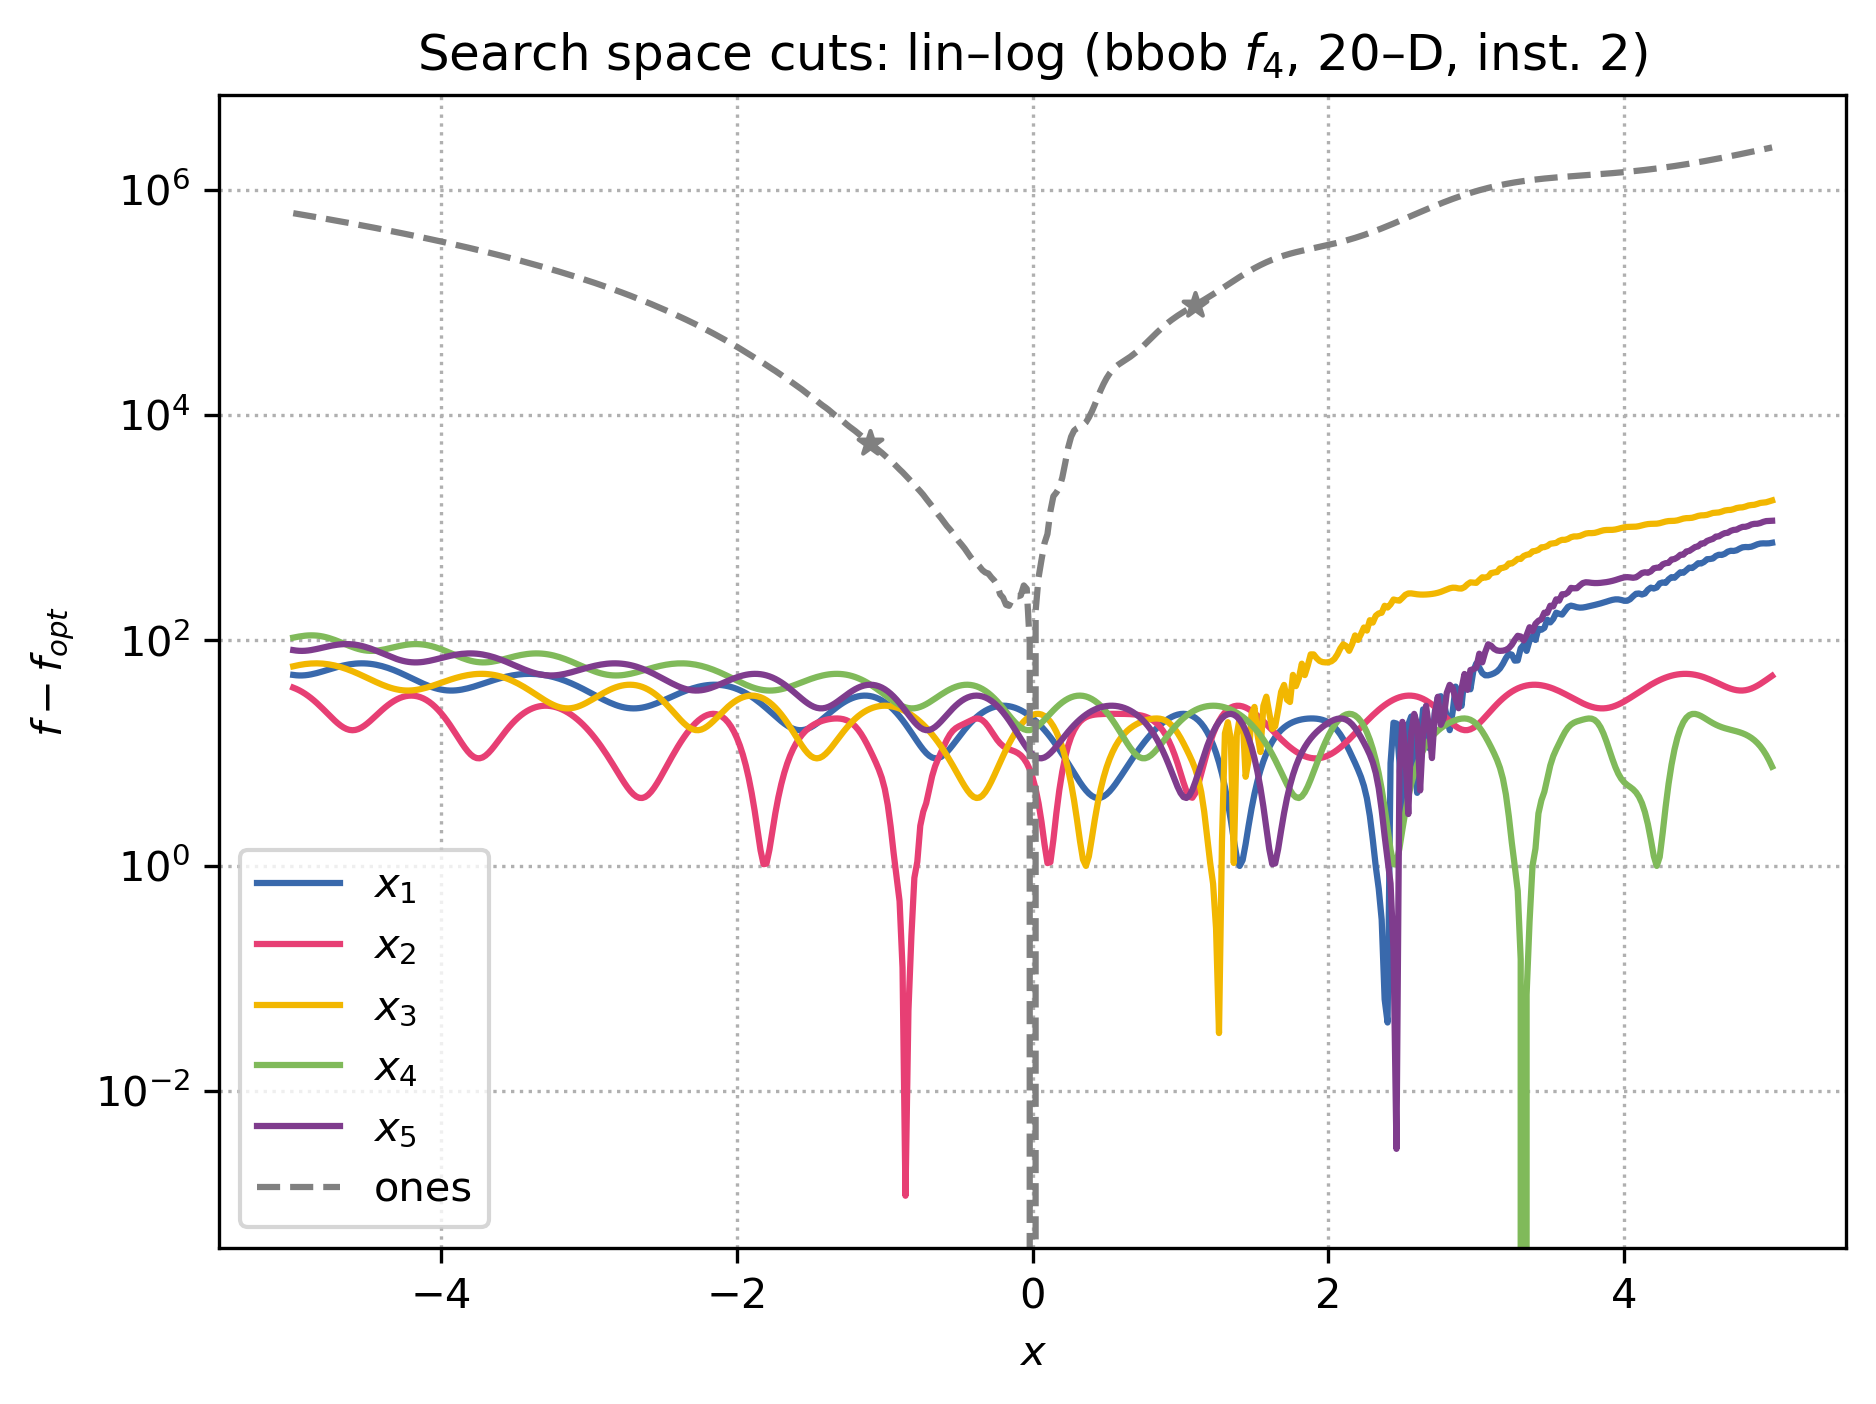 Search space cuts: lin–log (bbob f₄, 20–D, inst. 2)
f − fₒₚₜ
10⁶
10⁴
10²
10⁰
10⁻²
x₁
x₂
x₃
x₄
x₅
ones
−4
−2
0
2
4
x